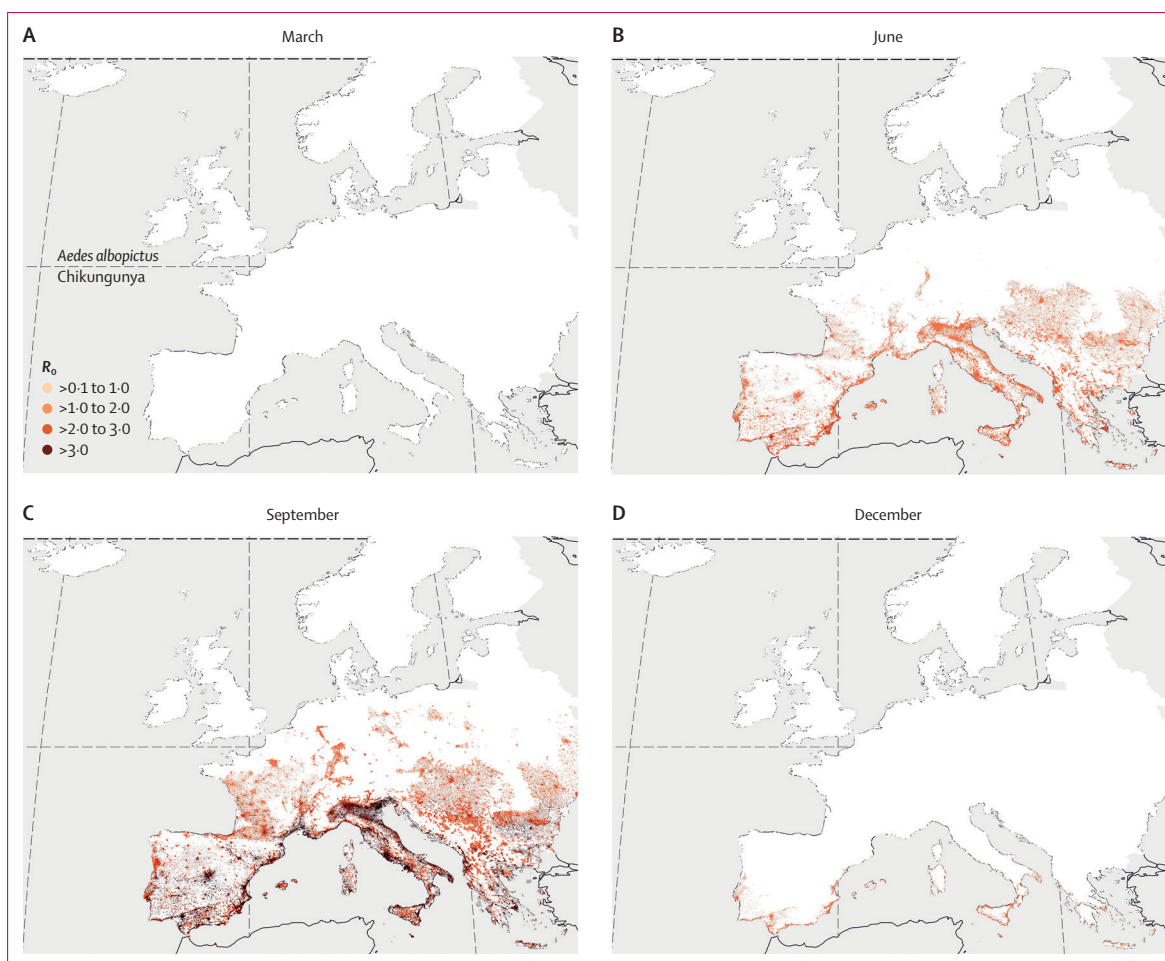 A
March
B
June
Aedes albopictus
Chikungunya
R0
>0·1 to 1·0
>1·0 to 2·0
>2·0 to 3·0
>3·0
C
September
D
December